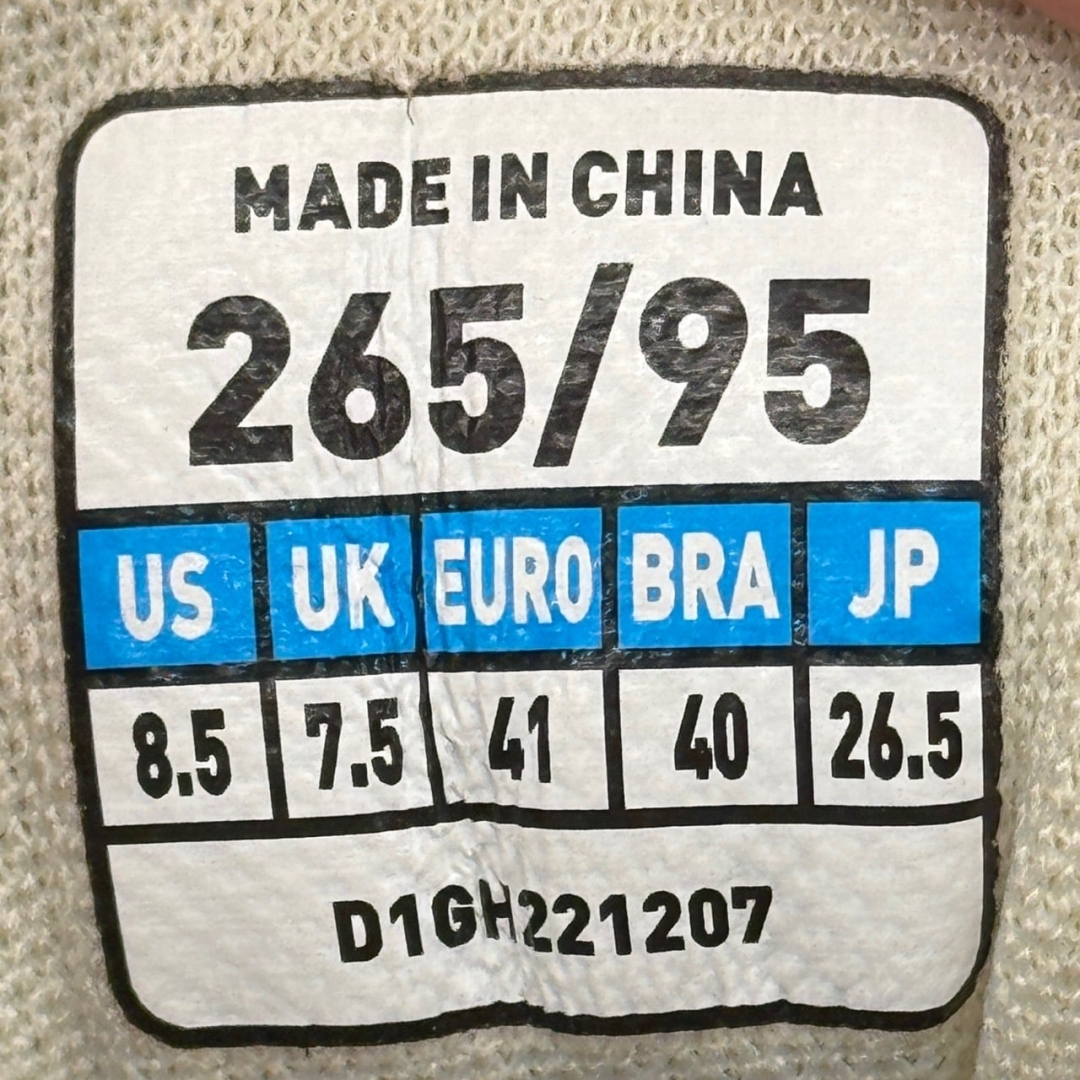 MADE IN CHINA
265/95
US UK EURO BRA JP
8.5 7.5 41 40 26.5
D1GH221207